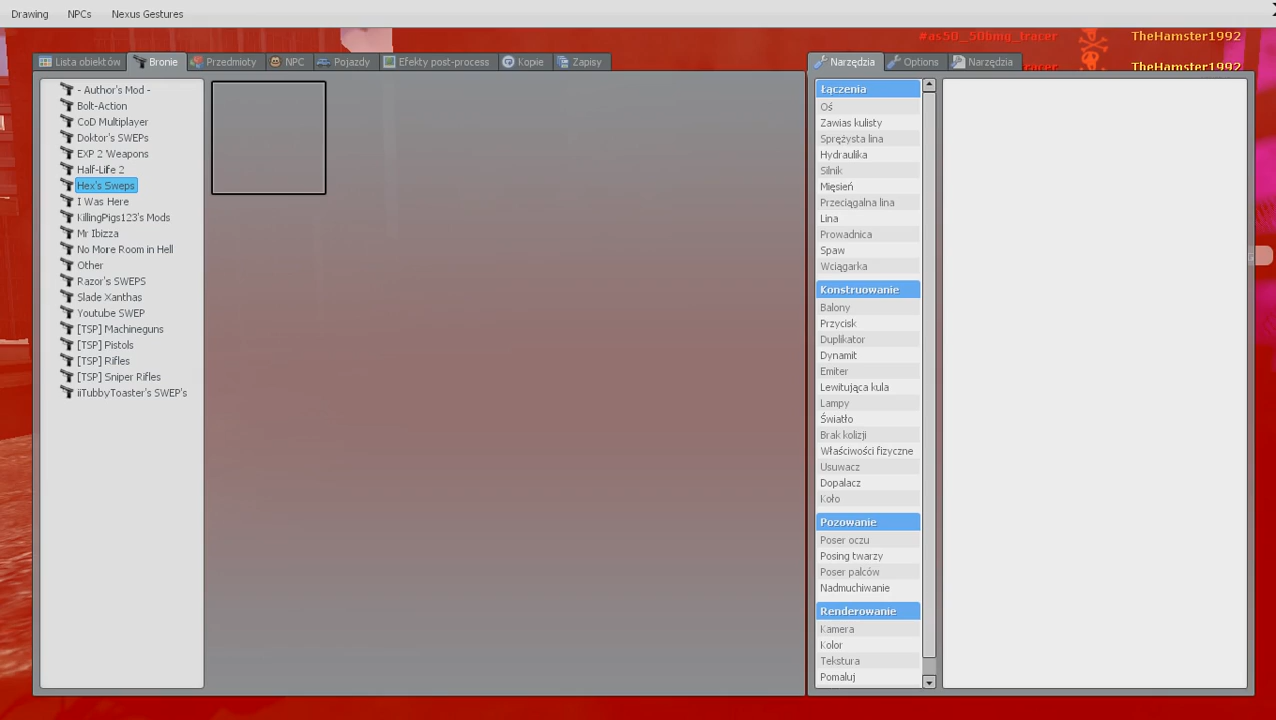 Drawing NPCs Nexus Gestures
#as50_50bmg_tracer TheHamster1992
tracer TheHamster1992
Lista obiektów Bronie Przedmioty NPC Pojazdy Efekty post-process Kopie Zapisy
- Author's Mod -
Bolt-Action
CoD Multiplayer
Doktor's SWEPs
EXP 2 Weapons
Half-Life 2
Hex's Sweps
I Was Here
KillingPigs123's Mods
Mr Ibizza
No More Room in Hell
Other
Razor's SWEPS
Slade Xanthas
Youtube SWEP
[TSP] Machineguns
[TSP] Pistols
[TSP] Rifles
[TSP] Sniper Rifles
iiTubbyToaster's SWEP's
Narzędzia Options Narzędzia
Łączenia
Oś
Zawias kulisty
Sprężysta lina
Hydraulika
Silnik
Mięsień
Przeciągalna lina
Lina
Prowadnica
Spaw
Wciągarka
Konstruowanie
Balony
Przycisk
Duplikator
Dynamit
Emiter
Lewitująca kula
Lampy
Światło
Brak kolizji
Właściwości fizyczne
Usuwacz
Dopalacz
Koło
Pozowanie
Poser oczu
Posing twarzy
Poser palców
Nadmuchiwanie
Renderowanie
Kamera
Kolor
Tekstura
Pomaluj